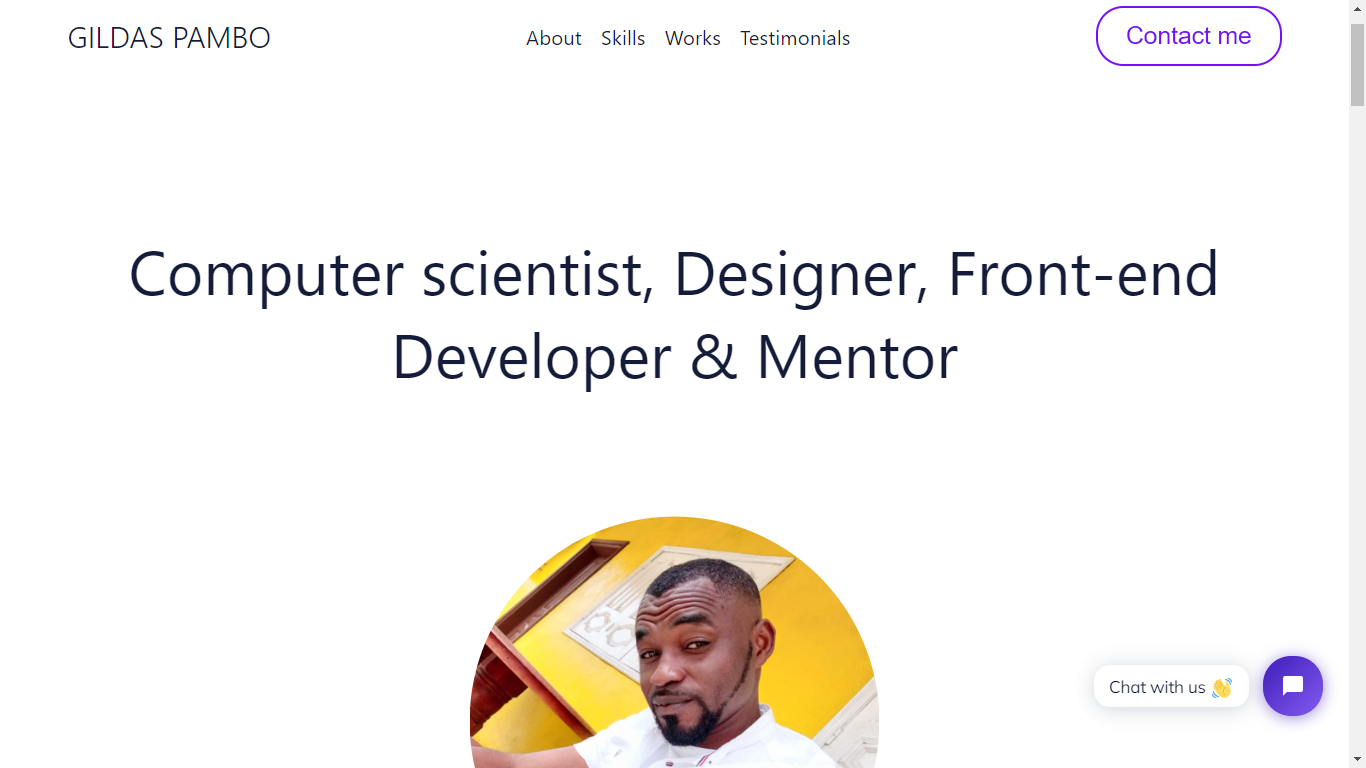 GILDAS PAMBO
About Skills Works Testimonials
Contact me
Computer scientist, Designer, Front-end
Developer & Mentor
Chat with us 👋